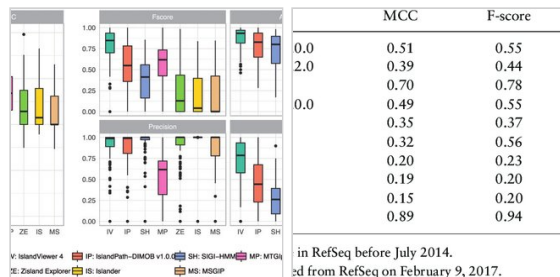 C
Fscore
A
1.00
0.75
0.50
0.25
0.00
Precision
1.00
0.75
0.50
0.25
0.00
ZE IS MS
IV IP SH MP ZE IS MS
IV IP SH
V: IslandViewer 4 IP: IslandPath-DIMOB v1.0.0 SH: SIGI-HMM MP: MTGI
ZE: Zisland Explorer IS: Islander MS: MSGIP
MCC F-score
0.0 0.51 0.55
2.0 0.39 0.44
0.70 0.78
0.0 0.49 0.55
0.35 0.37
0.32 0.56
0.20 0.23
0.19 0.20
0.15 0.20
0.89 0.94
in RefSeq before July 2014.
ed from RefSeq on February 9, 2017.